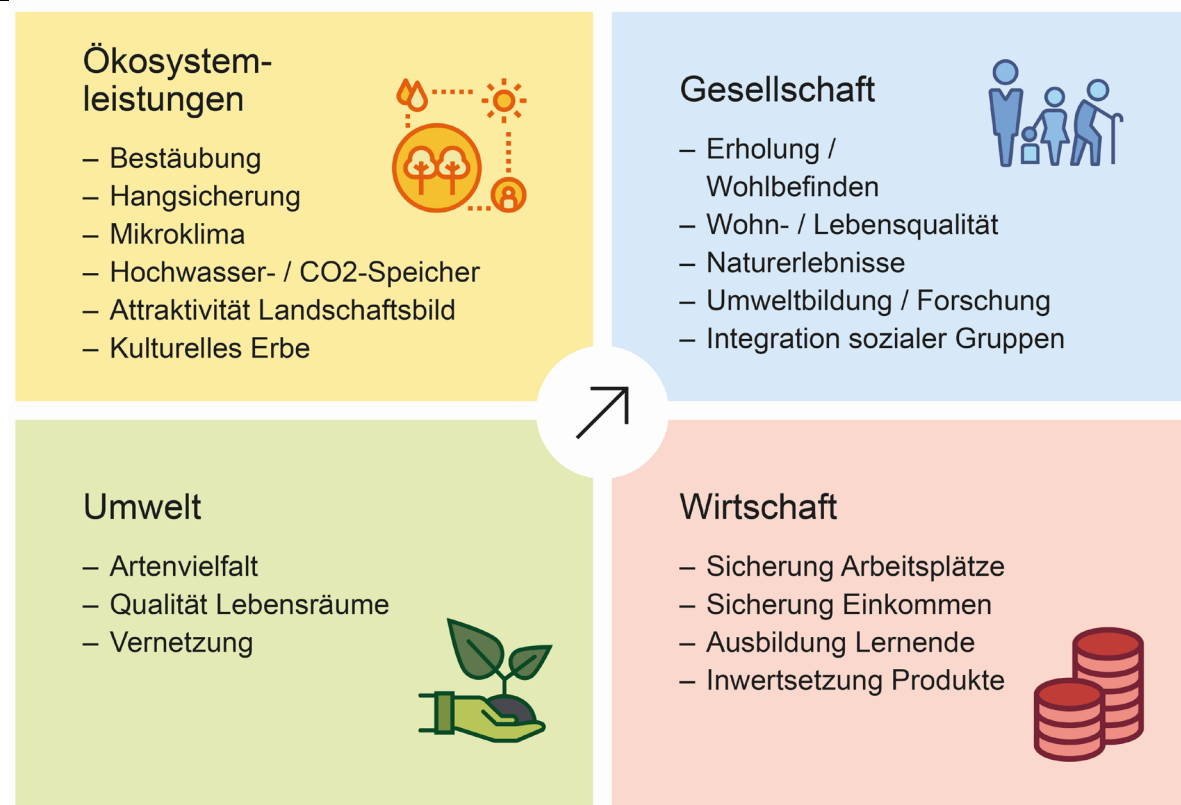 Ökosystem-
leistungen
– Bestäubung
– Hangsicherung
– Mikroklima
– Hochwasser- / CO2-Speicher
– Attraktivität Landschaftsbild
– Kulturelles Erbe
Gesellschaft
– Erholung /
Wohlbefinden
– Wohn- / Lebensqualität
– Naturerlebnisse
– Umweltbildung / Forschung
– Integration sozialer Gruppen
Umwelt
– Artenvielfalt
– Qualität Lebensräume
– Vernetzung
Wirtschaft
– Sicherung Arbeitsplätze
– Sicherung Einkommen
– Ausbildung Lernende
– Inwertsetzung Produkte